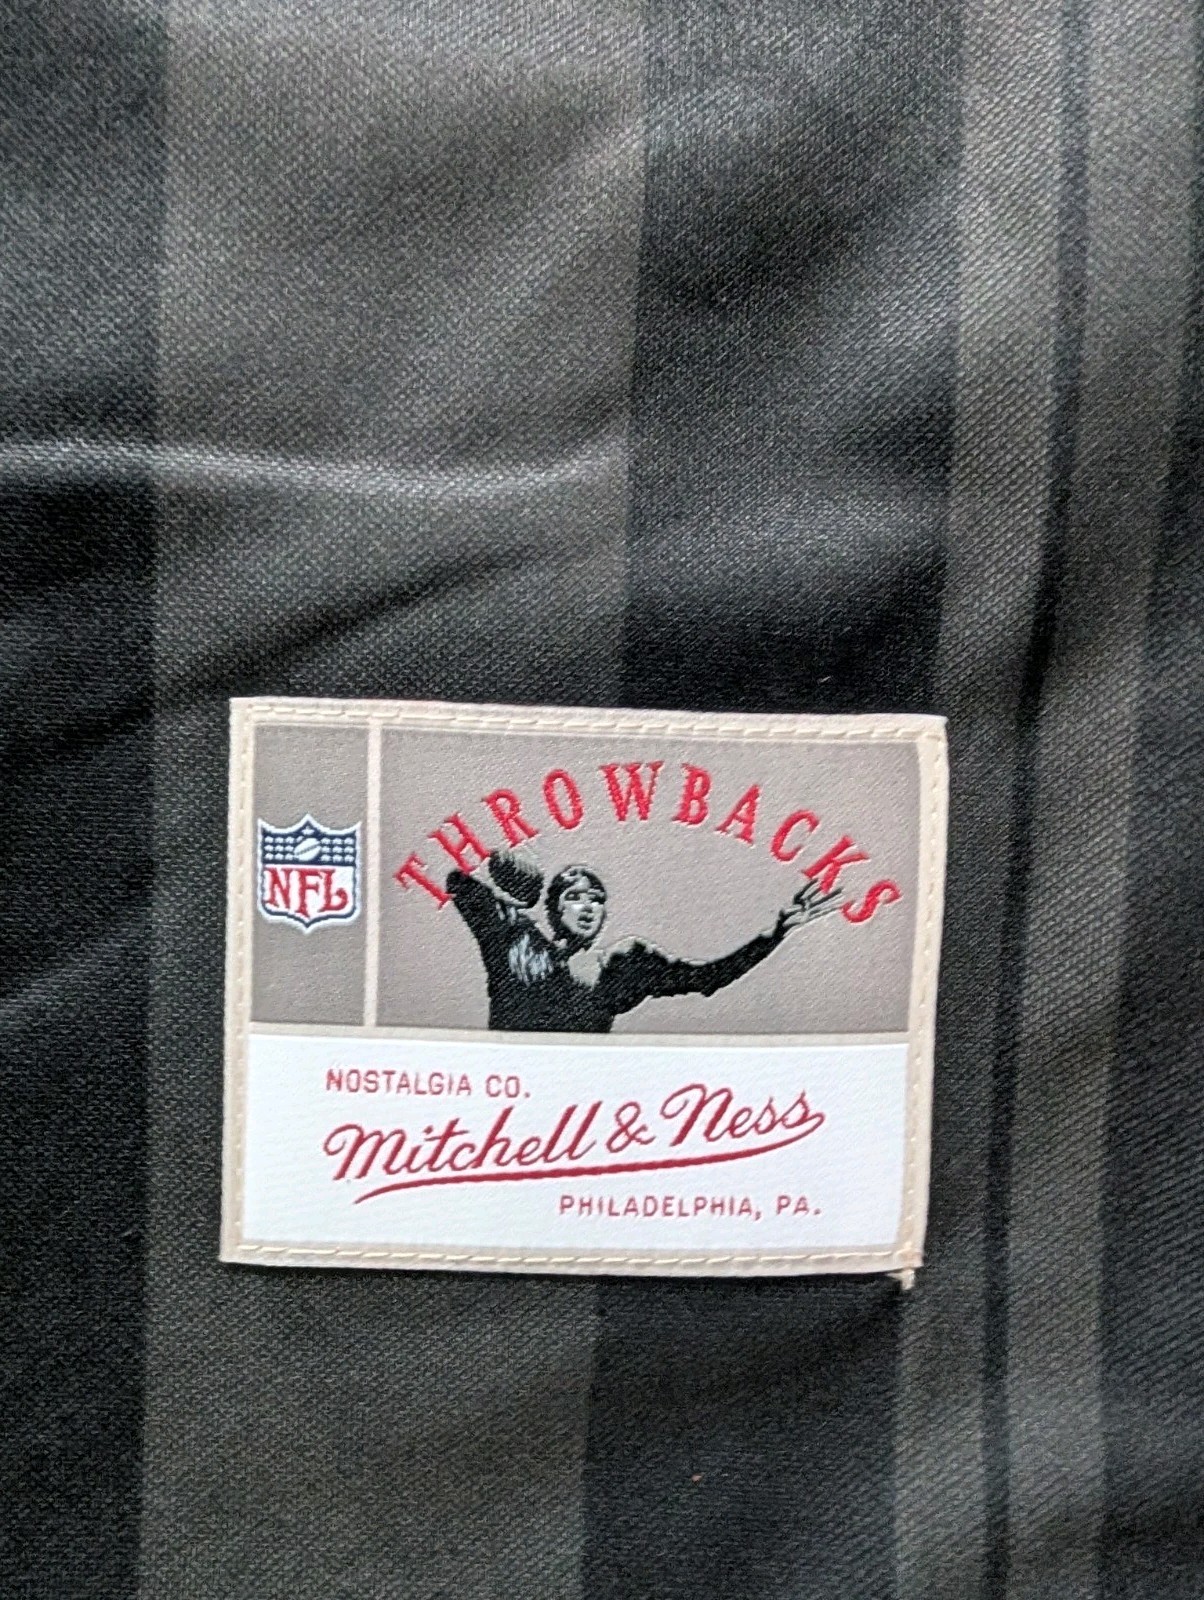 THROWBACKS
NFL
NOSTALGIA CO.
Mitchell & Ness
PHILADELPHIA, PA.